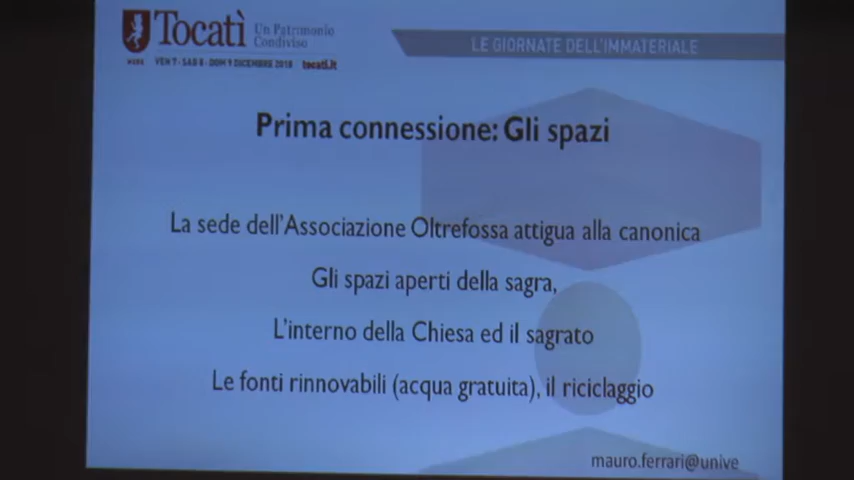 Tocatì
Un Patrimonio
Condiviso
VEN 7 - SAB 8 - DOM 9 DICEMBRE 2018 tocati.it
LE GIORNATE DELL'IMMATERIALE
Prima connessione: Gli spazi
La sede dell'Associazione Oltrefossa attigua alla canonica
Gli spazi aperti della sagra,
L'interno della Chiesa ed il sagrato
Le fonti rinnovabili (acqua gratuita), il riciclaggio
mauro.ferrari@unive